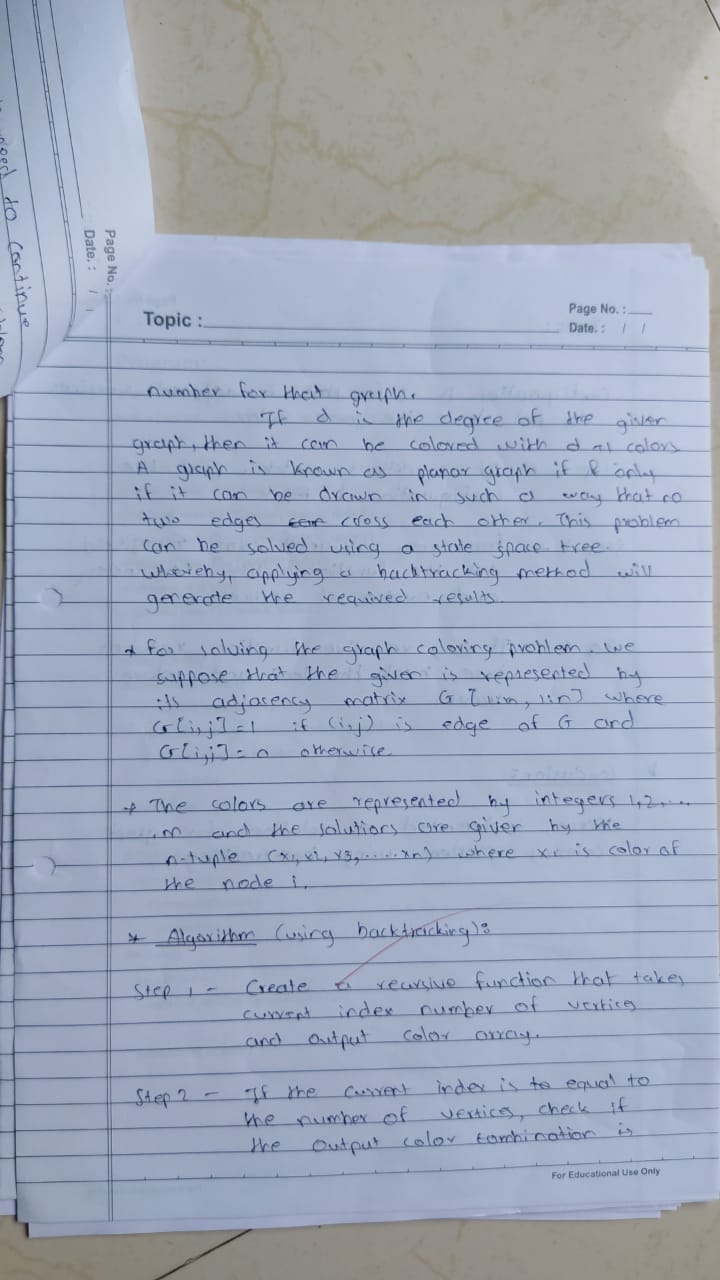 need to continue
Page No. :
Date. : / /
Topic :
Page No. :
Date. : / /
number for that graph.
If d is the degree of the given
graph, then it can be colored with d+1 colors
A graph is known as planar graph if & only
if it can be drawn in such a way that no
two edges cross each other. This problem
can be solved using a state space tree.
whereby, applying a backtracking method will
generate the required results.
* For solving the graph coloring problem, we
suppose that the given is represented by
its adjasency matrix G [1:n, 1:n] where
G[i,j]=1 if (i,j) is edge of G and
G[i,j]=0 otherwise.
* The colors are represented by integers 1,2,...
.m and the solutions are given by the
n-tuple (x1, x2, x3, ..... xn) where xi is color of
the node i.
* Algorithm (using backtracking):
Step 1 - Create a recursive function that takes
current index number of vertices
and output color array.
Step 2 - If the current index is to equal to
the number of vertices, check if
the output color combination is
For Educational Use Only